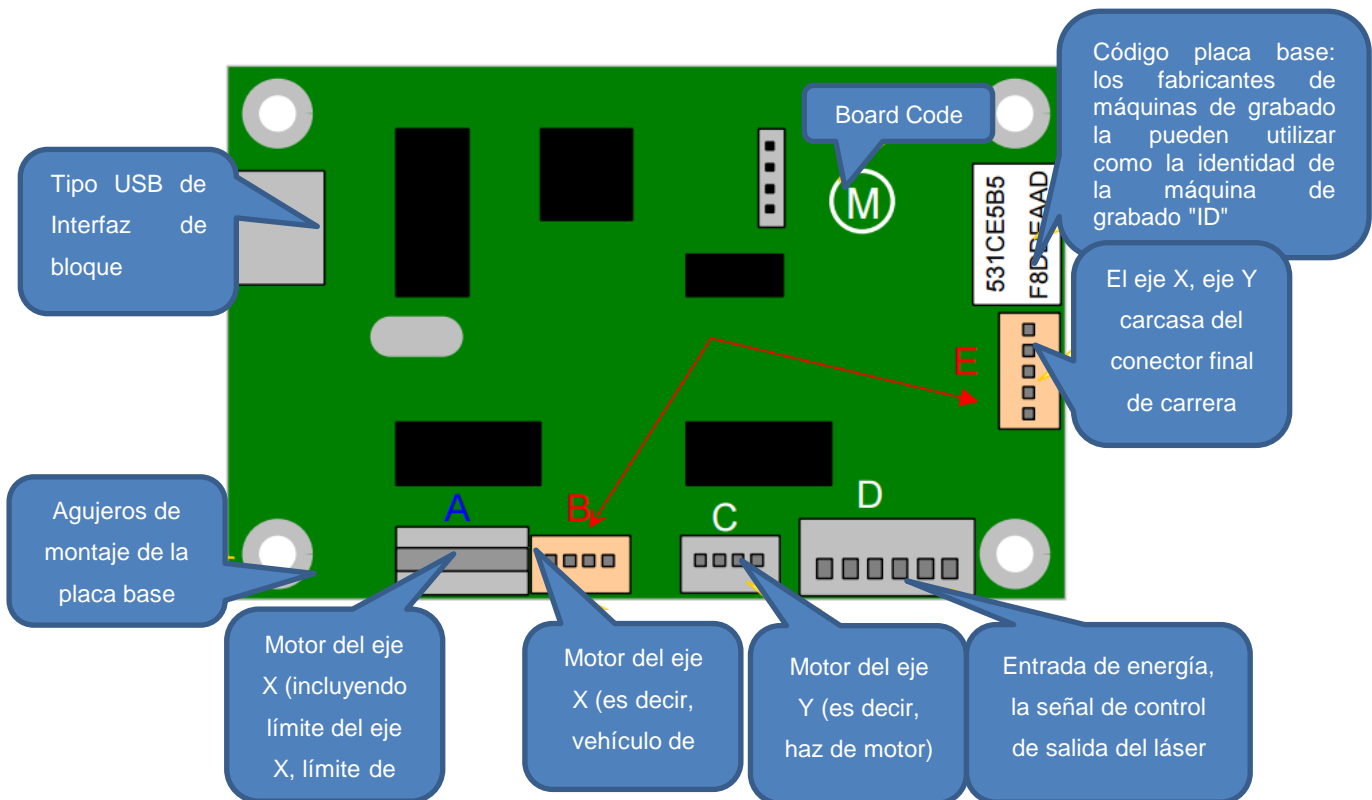 Código placa base:
los fabricantes de
máquinas de grabado
la pueden utilizar
como la identidad de
la máquina de
grabado "ID"
Board Code
Tipo USB de
Interfaz de
bloque
M
531CE5B5
F8DDEAAD
El eje X, eje Y
carcasa del
conector final
de carrera
E
Agujeros de
montaje de la
placa base
A
B
C
D
Motor del eje
X (incluyendo
límite del eje
X, límite de
Motor del eje
X (es decir,
vehículo de
Motor del eje
Y (es decir,
haz de motor)
Entrada de energía,
la señal de control
de salida del láser